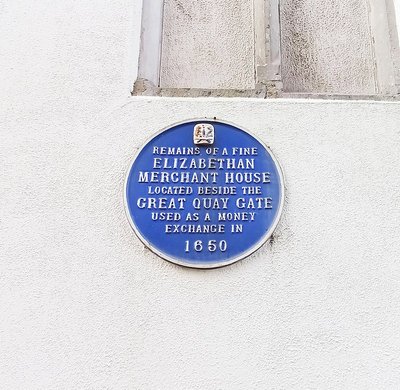 REMAINS OF A FINE
ELIZABETHAN
MERCHANT HOUSE
LOCATED BESIDE THE
GREAT QUAY GATE
USED AS A MONEY
EXCHANGE IN
1650